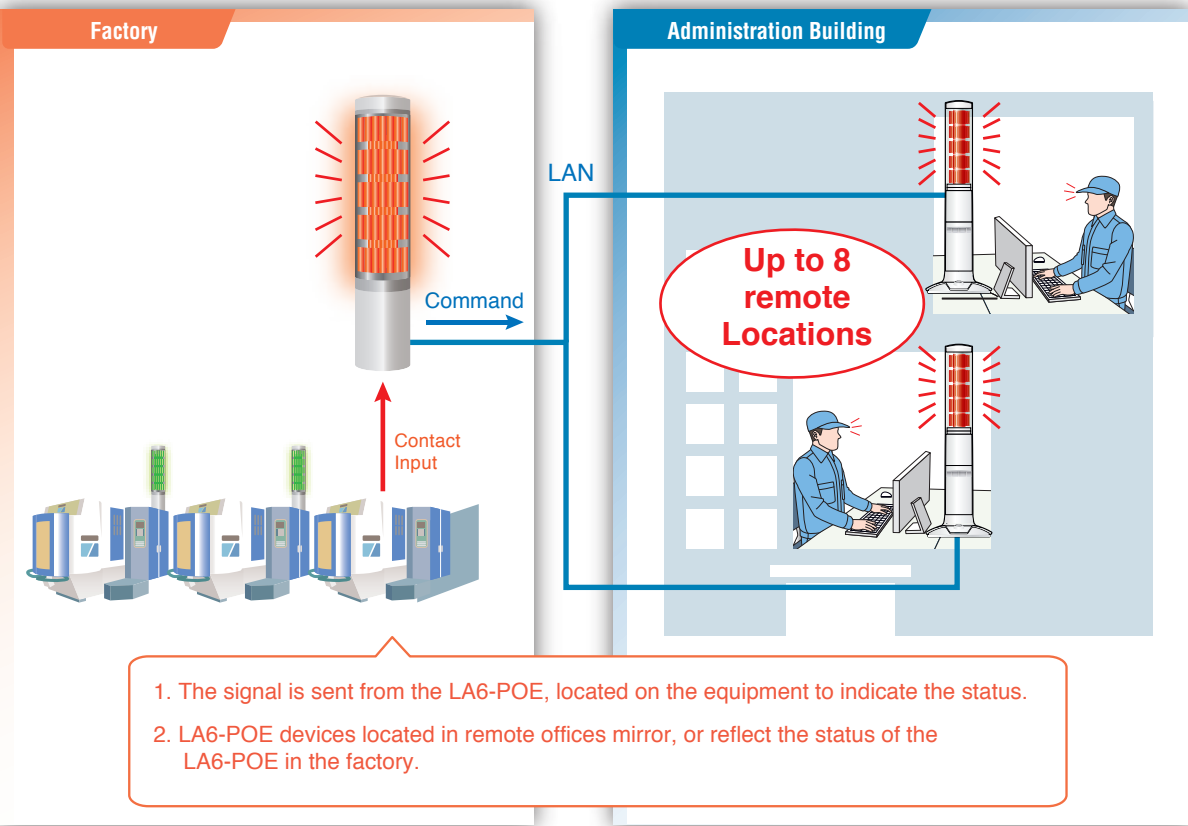 Factory
Administration Building
LAN
Command
Up to 8
remote
Locations
Contact
Input
1. The signal is sent from the LA6-POE, located on the equipment to indicate the status.
2. LA6-POE devices located in remote offices mirror, or reflect the status of the
LA6-POE in the factory.